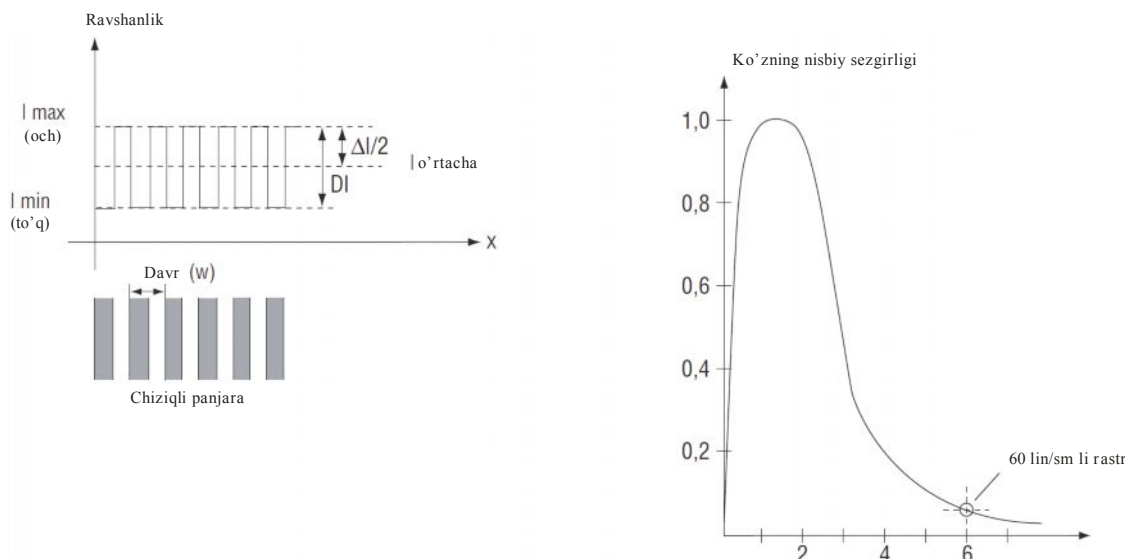 Ravshanlik
I max
(och)
ΔI/2
I o’rtacha
DI
I min
(to’q)
X
Davr (w)
Chiziqli panjara
Ko’zning nisbiy sezgirligi
1,0
0,8
0,6
0,4
0,2
60 lin/sm li rastr
2
4
6